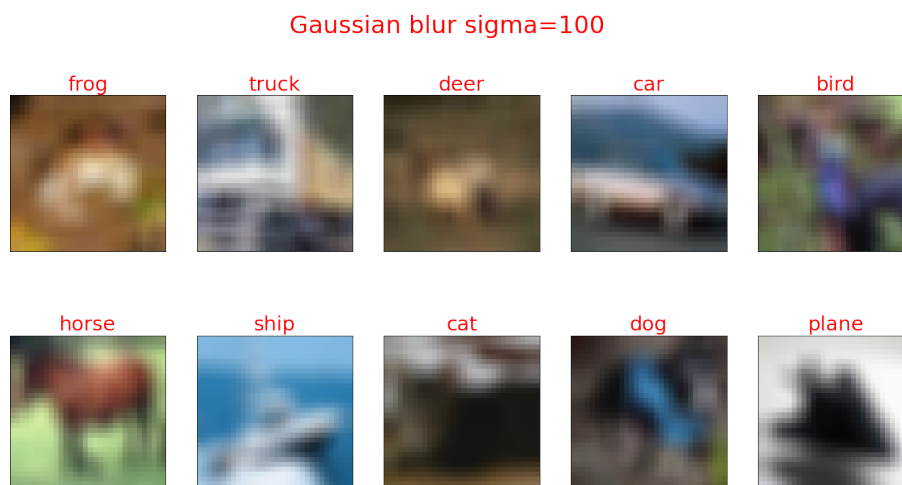 Gaussian blur sigma=100
frog truck deer car bird
horse ship cat dog plane